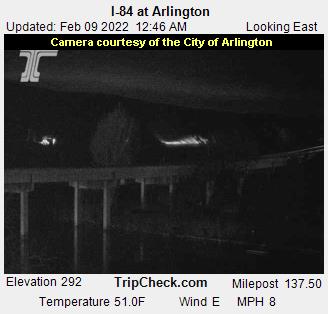 I-84 at Arlington
Updated: Feb 09 2022 12:46 AM Looking East
Camera courtesy of the City of Arlington
Elevation 292 TripCheck.com Milepost 137.50
Temperature 51.0F Wind E MPH 8